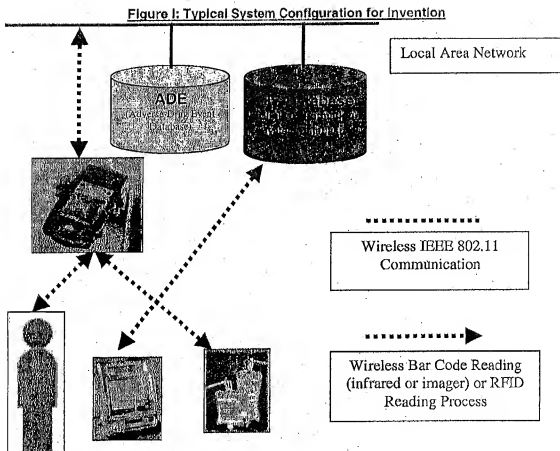 Figure I: Typical System Configuration for Invention
Local Area Network
ADE
(Adverse Drug Event
Database)
Wireless IEEE 802.11
Communication
Wireless Bar Code Reading
(infrared or imager) or RFID
Reading Process